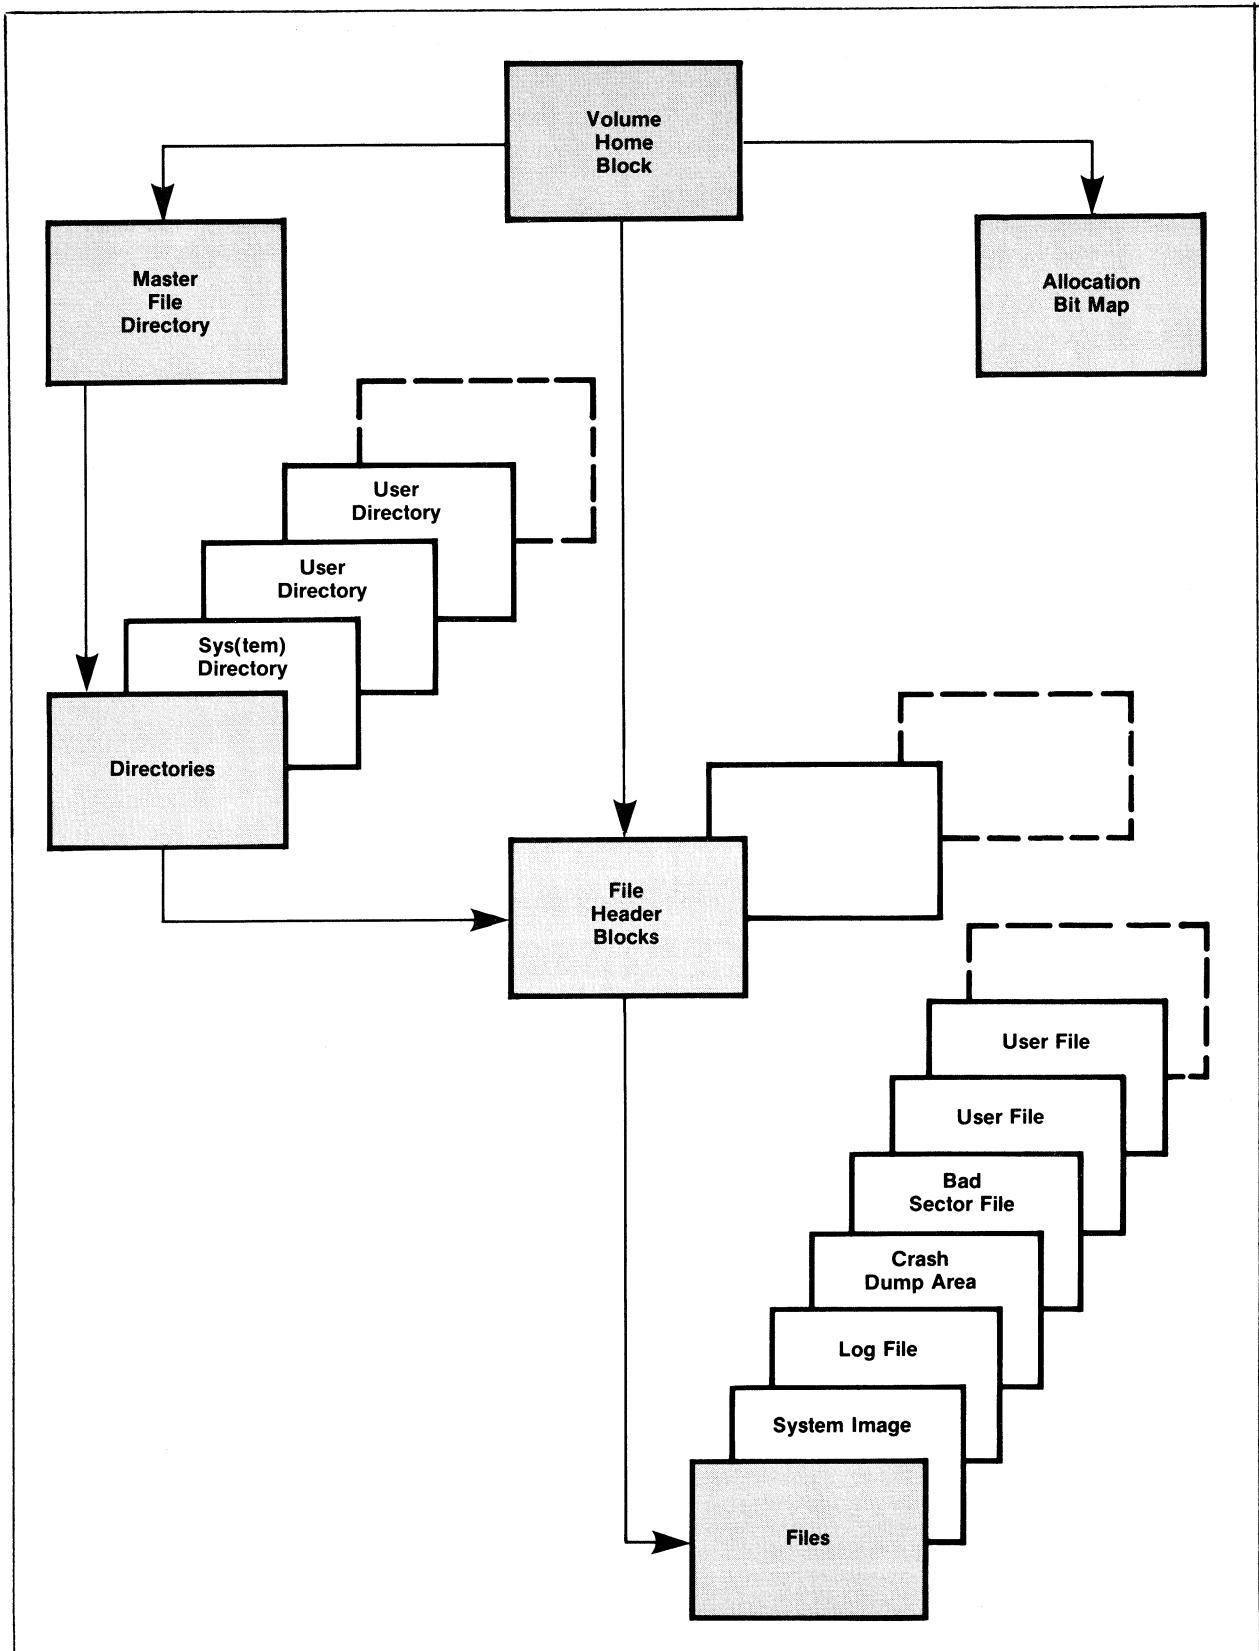 Volume
Home
Block
Master
File
Directory
Allocation
Bit Map
User
Directory
User
Directory
Sys(tem)
Directory
Directories
File
Header
Blocks
User File
User File
Bad
Sector File
Crash
Dump Area
Log File
System Image
Files